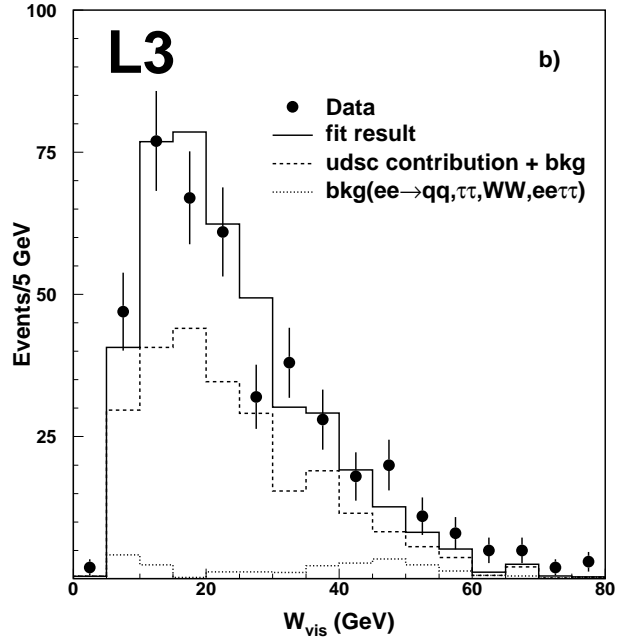 L3
b)
Data
fit result
udsc contribution + bkg
bkg(ee→qq,ττ,WW,eeττ)
Events/5 GeV
100
75
50
25
0 20 40 60 80
W_vis (GeV)